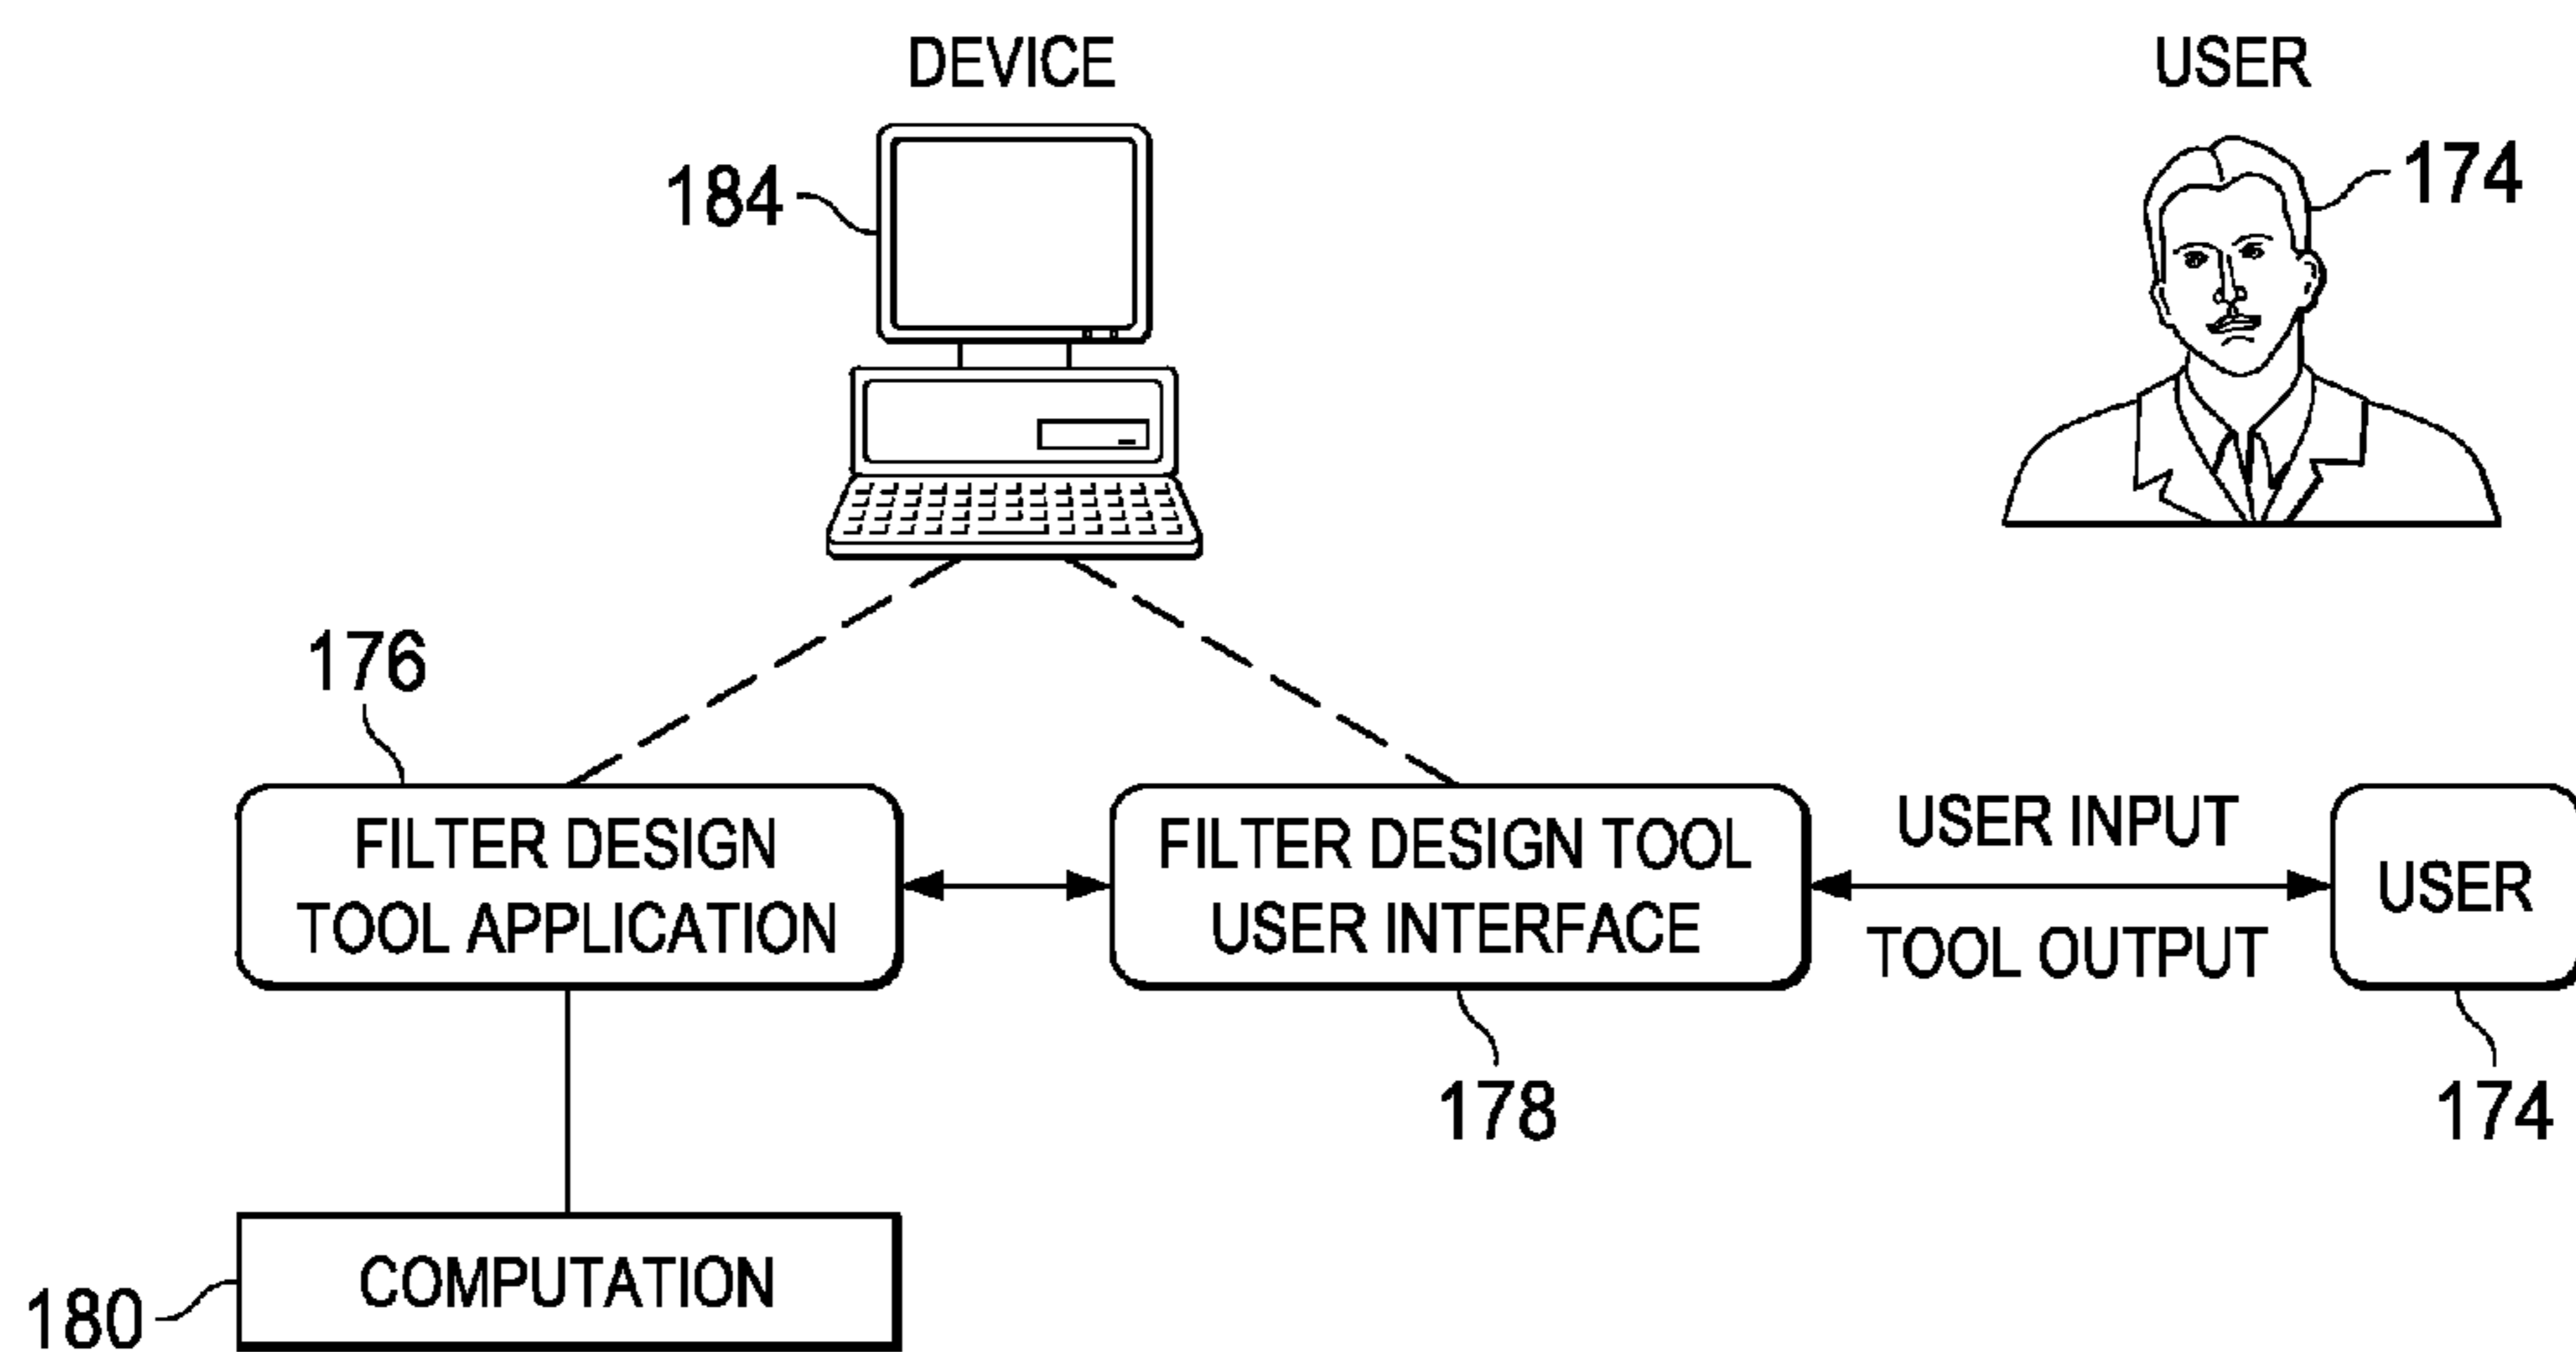 DEVICE
USER
184
174
176
FILTER DESIGN
TOOL APPLICATION
FILTER DESIGN TOOL
USER INTERFACE
USER INPUT
TOOL OUTPUT
USER
178
174
COMPUTATION
180